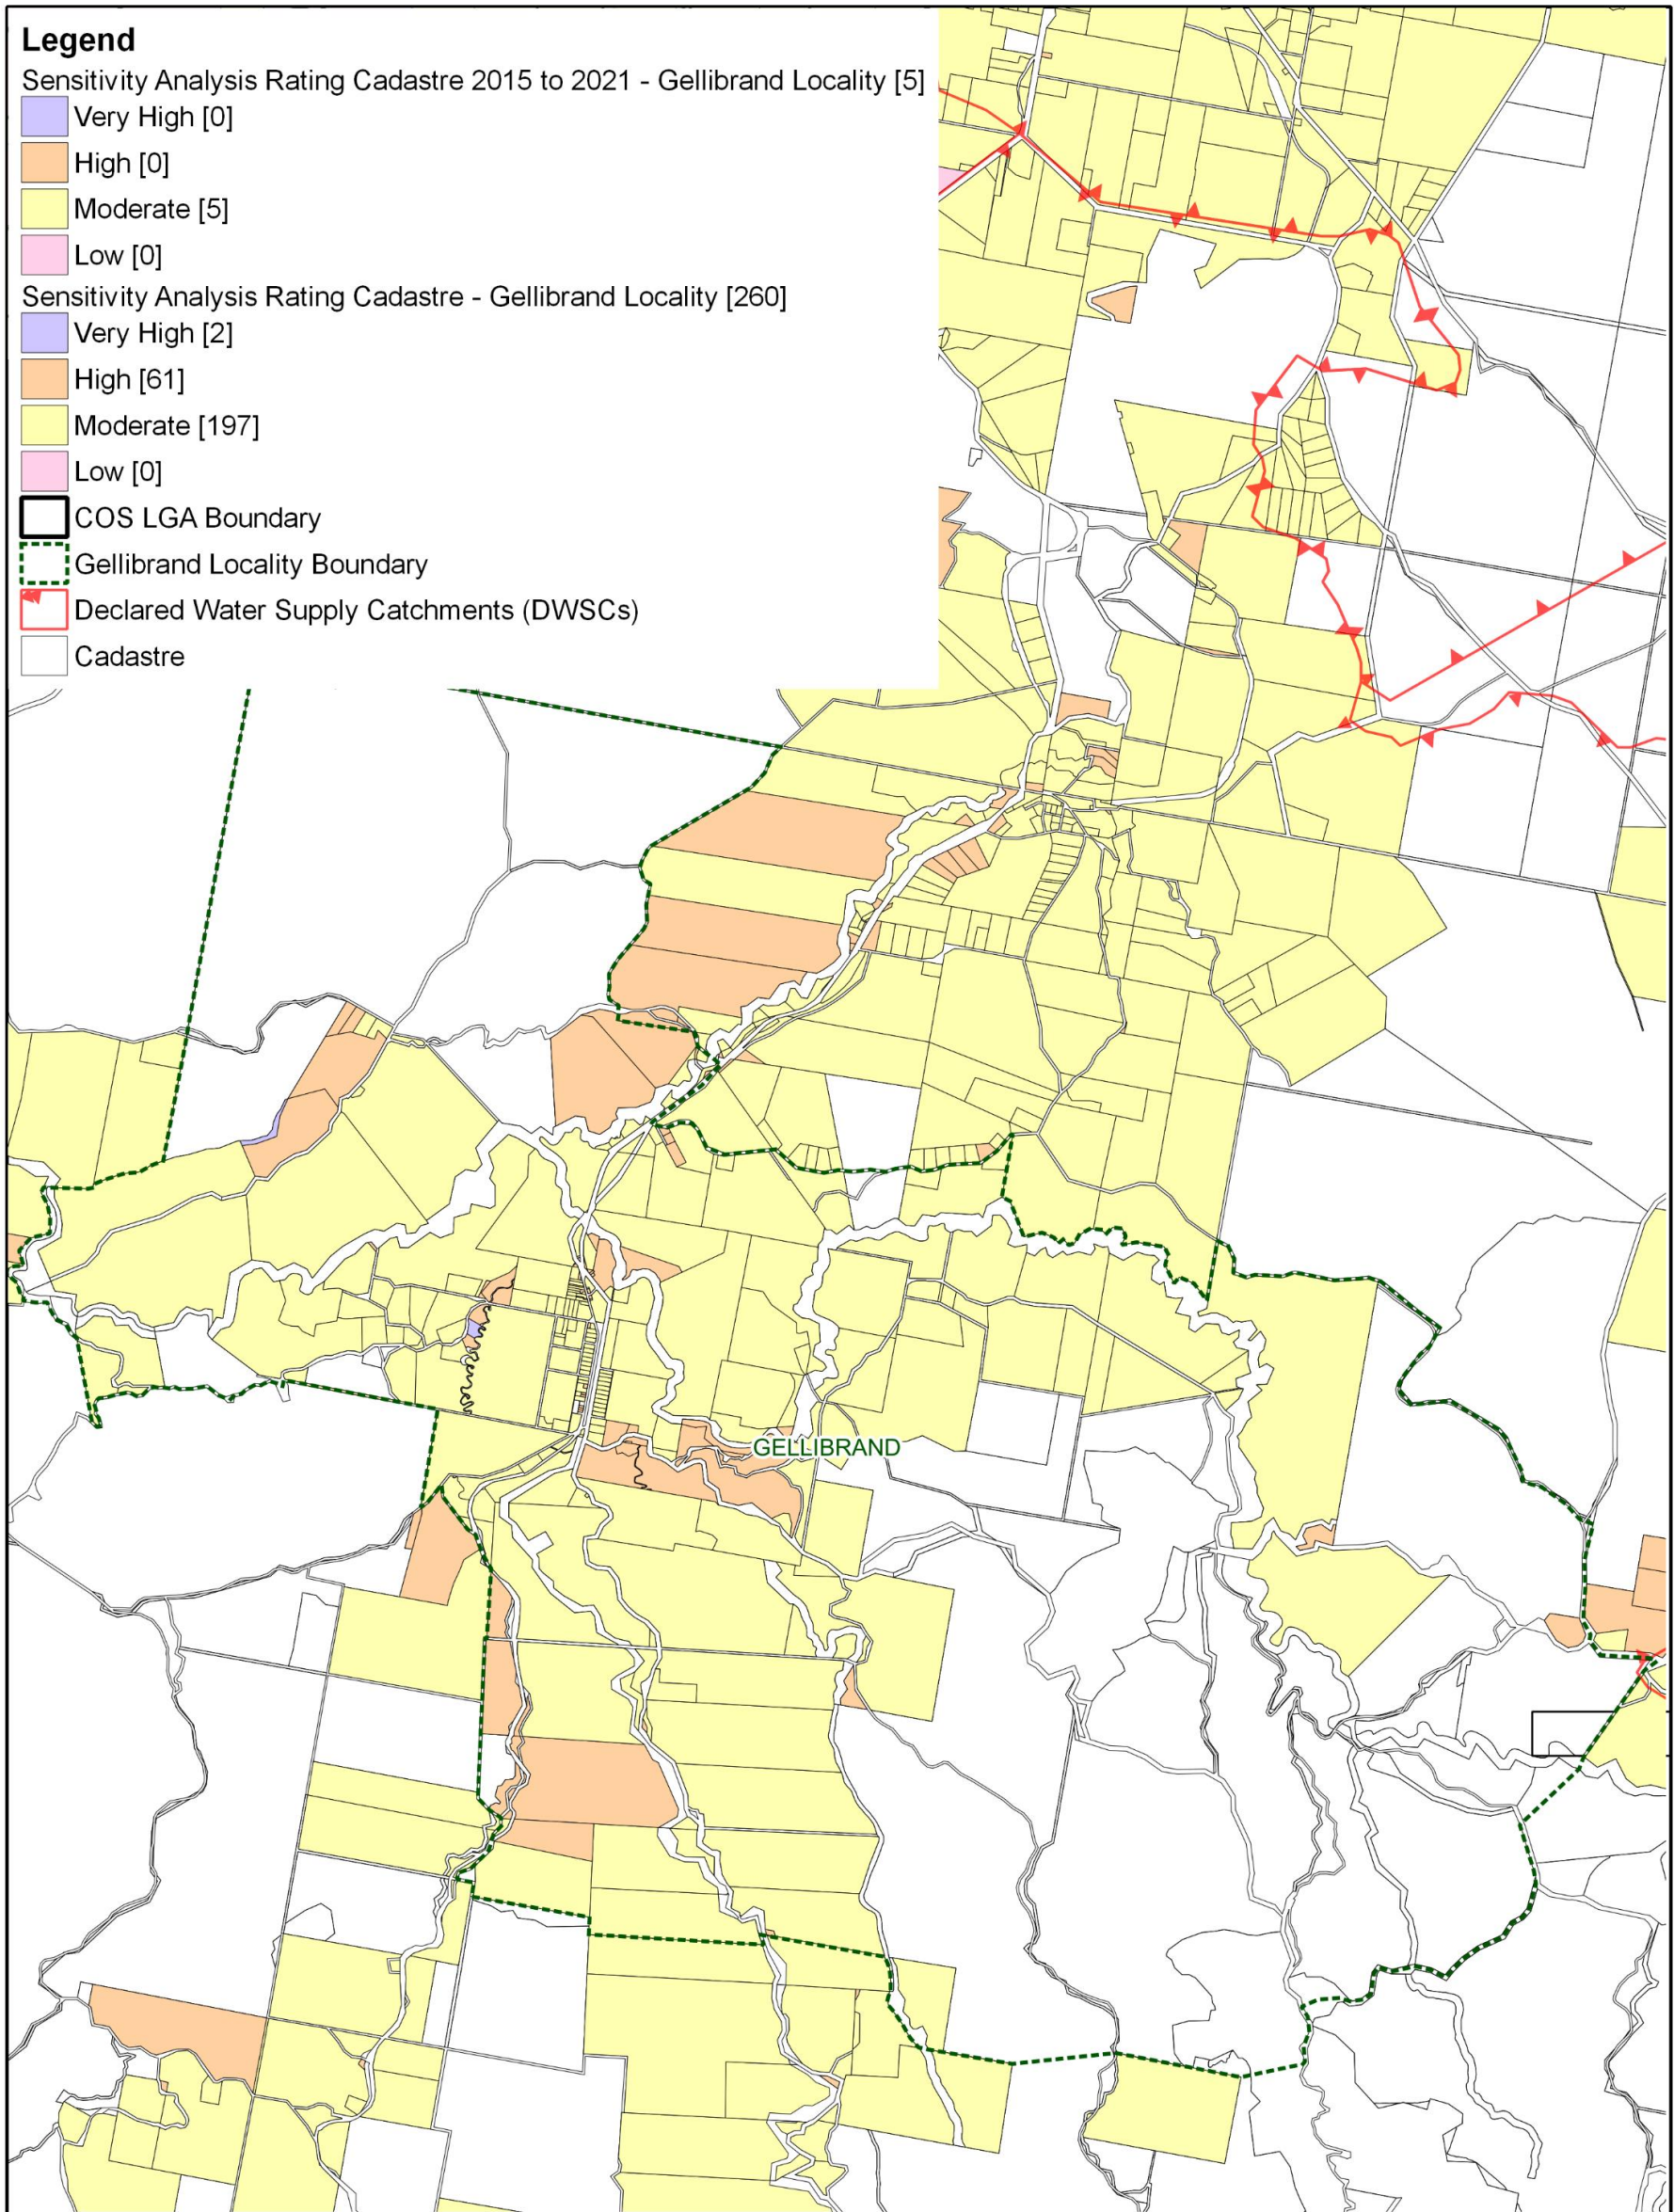 Legend
Sensitivity Analysis Rating Cadastre 2015 to 2021 - Gellibrand Locality [5]
Very High [0]
High [0]
Moderate [5]
Low [0]
Sensitivity Analysis Rating Cadastre - Gellibrand Locality [260]
Very High [2]
High [61]
Moderate [197]
Low [0]
COS LGA Boundary
Gellibrand Locality Boundary
Declared Water Supply Catchments (DWSCs)
Cadastre
GELLIBRAND